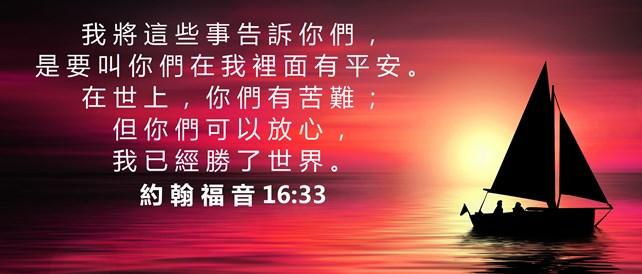 我將這些事告訴你們，
是要叫你們在我裡面有平安。
在世上，你們有苦難；
但你們可以放心，
我已經勝了世界。
約翰福音 16:33